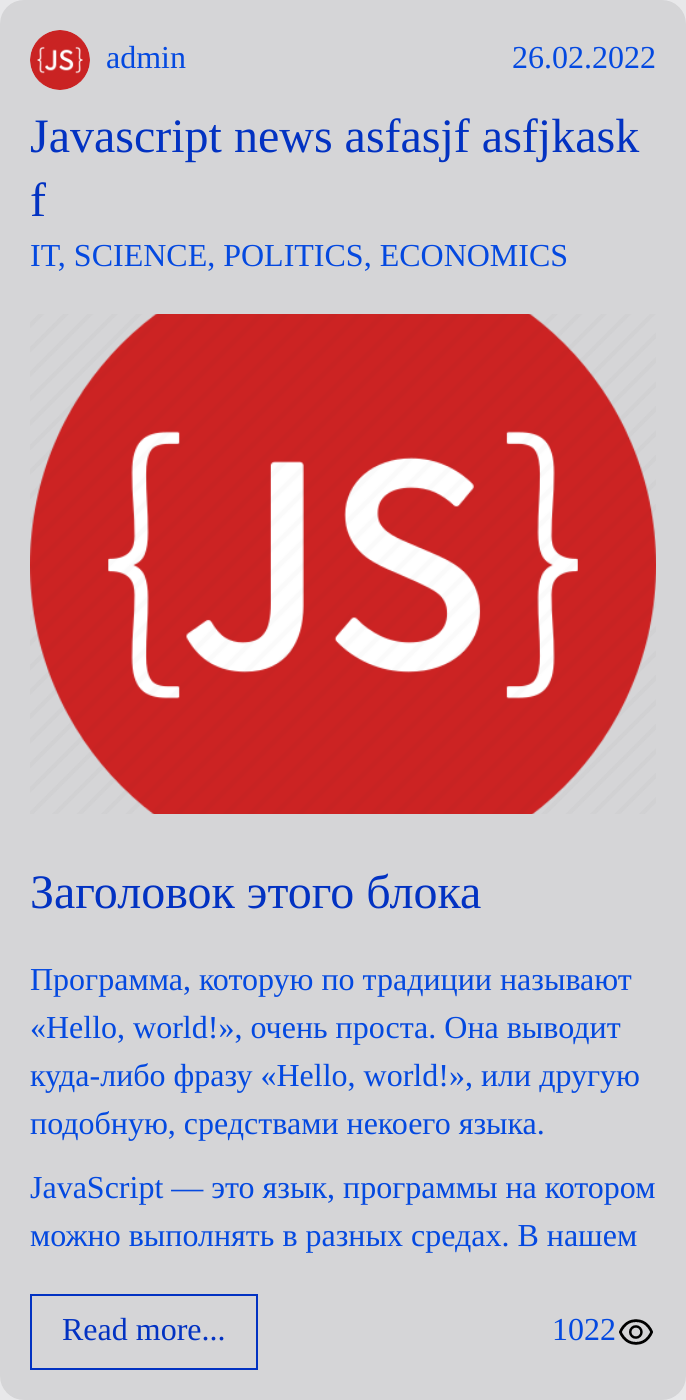 {JS} admin 26.02.2022
Javascript news asfasjf asfjkask
f
IT, SCIENCE, POLITICS, ECONOMICS
{JS}
Заголовок этого блока
Программа, которую по традиции называют
«Hello, world!», очень проста. Она выводит
куда-либо фразу «Hello, world!», или другую
подобную, средствами некоего языка.
JavaScript — это язык, программы на котором
можно выполнять в разных средах. В нашем
Read more... 1022